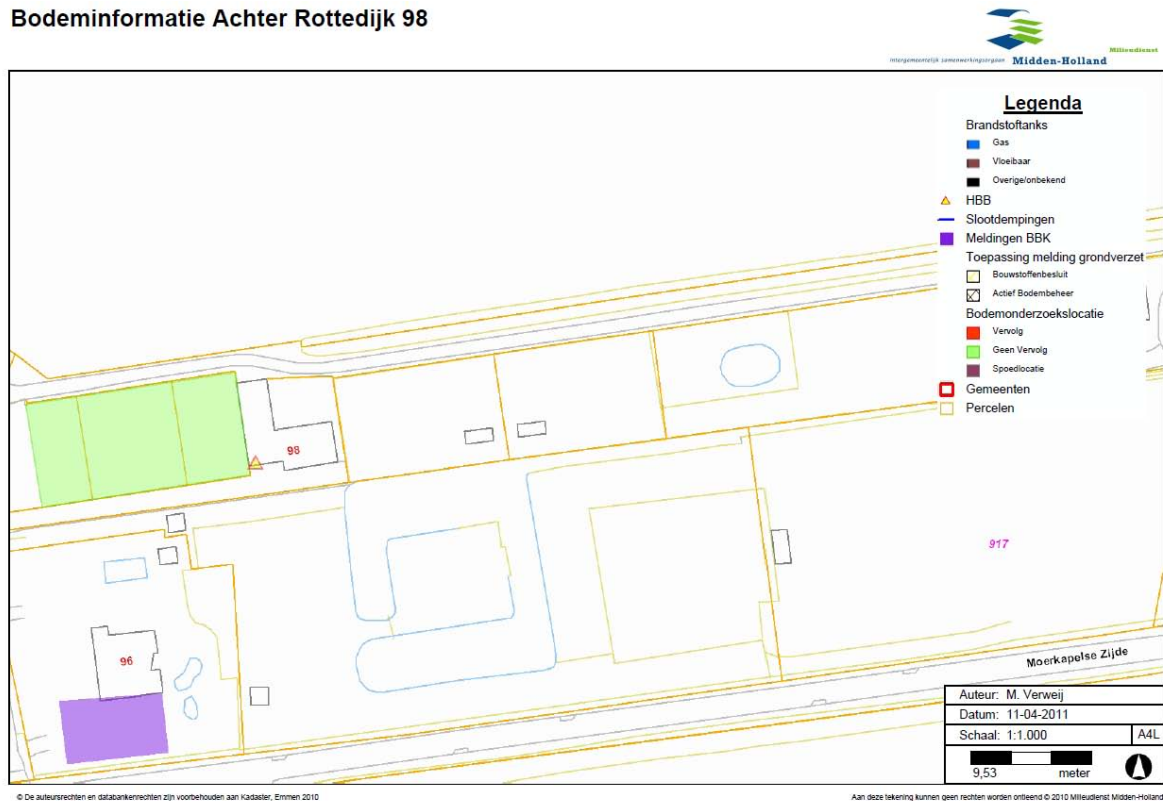 Bodeminformatie Achter Rottedijk 98
Milieudienst
Intergemeentelijk samenwerkingsorgaan Midden-Holland
Legenda
Brandstoftanks
Gas
Vloeibaar
Overige/onbekend
HBB
Slootdempingen
Meldingen BBK
Toepassing melding grondverzet
Bouwstoffenbesluit
Actief Bodembeheer
Bodemonderzoekslocatie
Vervolg
Geen Vervolg
Spoedlocatie
Gemeenten
Percelen
98
917
96
Moerkapelse Zijde
Auteur: M. Verweij
Datum: 11-04-2011
Schaal: 1:1.000 A4L
9,53 meter
© De auteursrechten en databankenrechten zijn voorbehouden aan Kadaster, Emmen 2010
Aan deze tekening kunnen geen rechten worden ontleend © 2010 Milieudienst Midden-Holland